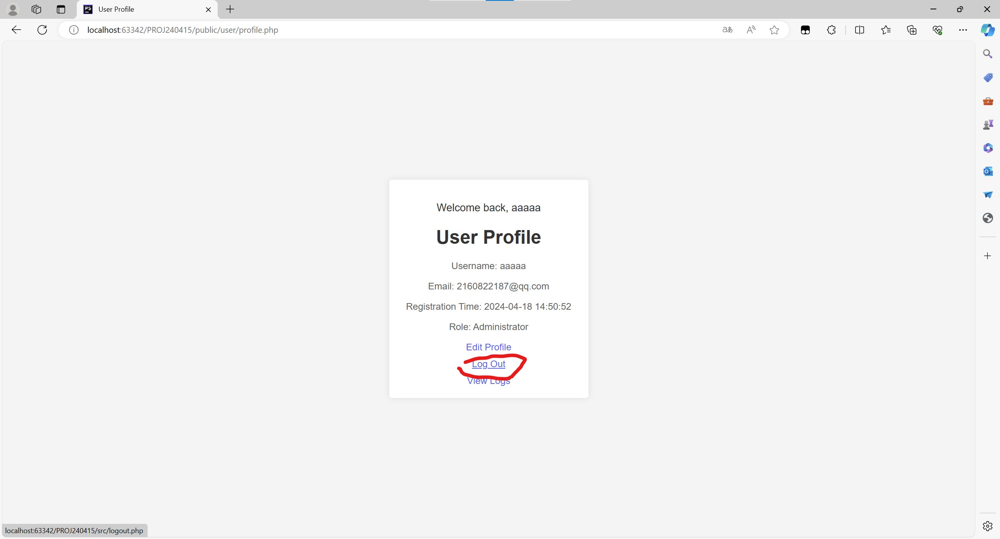 User Profile
localhost:63342/PROJ240415/public/user/profile.php
aあ
Welcome back, aaaaa
User Profile
Username: aaaaa
Email: 2160822187@qq.com
Registration Time: 2024-04-18 14:50:52
Role: Administrator
Edit Profile
Log Out
View Logs
localhost:63342/PROJ240415/src/logout.php